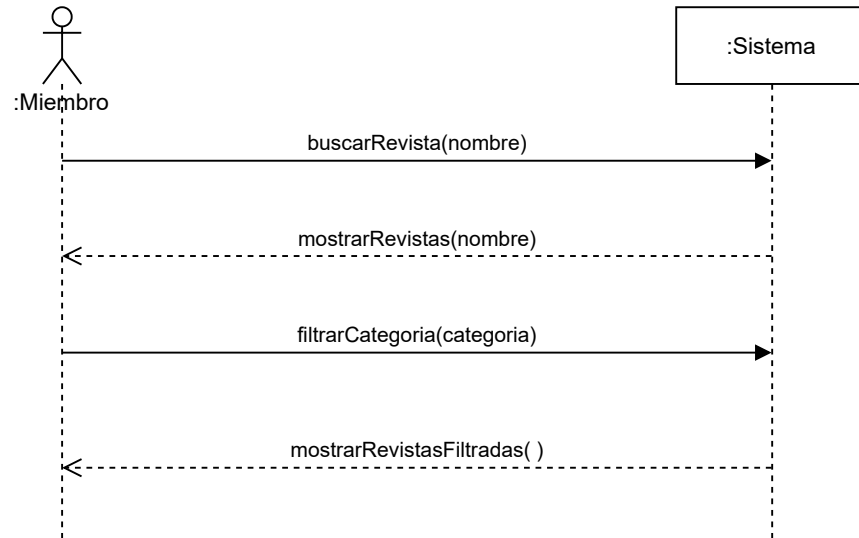 :Sistema
:Miembro
buscarRevista(nombre)
mostrarRevistas(nombre)
filtrarCategoria(categoria)
mostrarRevistasFiltradas( )